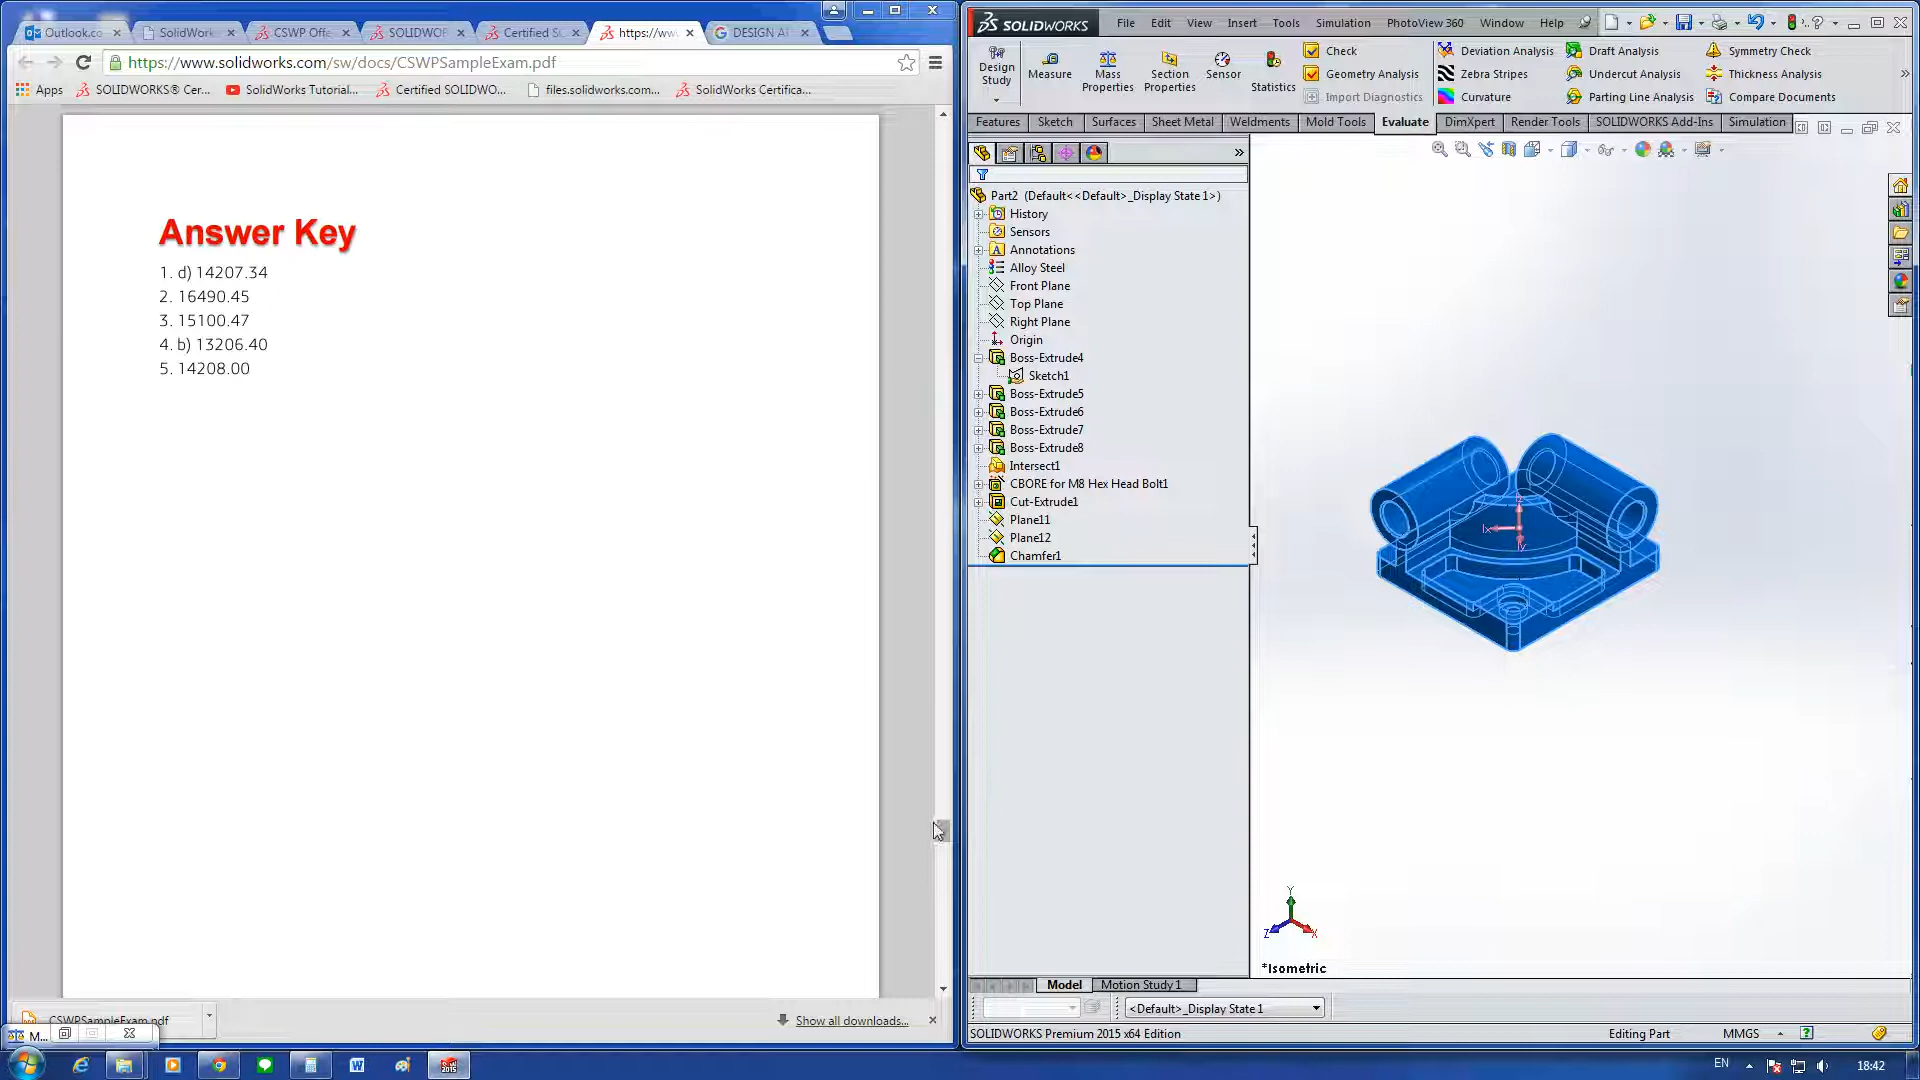 Outlook.co
SolidWork
CSWP Offe
SOLIDWOR
Certified SO
https://ww
DESIGN AT
https://www.solidworks.com/sw/docs/CSWPSampleExam.pdf
Apps
SOLIDWORKS® Cer...
SolidWorks Tutorial...
Certified SOLIDWO...
files.solidworks.com...
SolidWorks Certifica...
Answer Key
1. d) 14207.34
2. 16490.45
3. 15100.47
4. b) 13206.40
5. 14208.00
CSWPSampleExam.pdf
Show all downloads...
M...
SOLIDWORKS
File Edit View Insert Tools Simulation PhotoView 360 Window Help
Design Study
Measure
Mass Properties
Section Properties
Sensor
Statistics
Check
Geometry Analysis
Import Diagnostics
Deviation Analysis
Zebra Stripes
Curvature
Draft Analysis
Undercut Analysis
Parting Line Analysis
Symmetry Check
Thickness Analysis
Compare Documents
Features Sketch Surfaces Sheet Metal Weldments Mold Tools Evaluate DimXpert Render Tools SOLIDWORKS Add-Ins Simulation
Part2 (Default<<Default>_Display State 1>)
History
Sensors
Annotations
Alloy Steel
Front Plane
Top Plane
Right Plane
Origin
Boss-Extrude4
Sketch1
Boss-Extrude5
Boss-Extrude6
Boss-Extrude7
Boss-Extrude8
Intersect1
CBORE for M8 Hex Head Bolt1
Cut-Extrude1
Plane11
Plane12
Chamfer1
Y
Z
X
*Isometric
Model
Motion Study 1
<Default>_Display State 1
SOLIDWORKS Premium 2015 x64 Edition
Editing Part
MMGS
EN
18:42